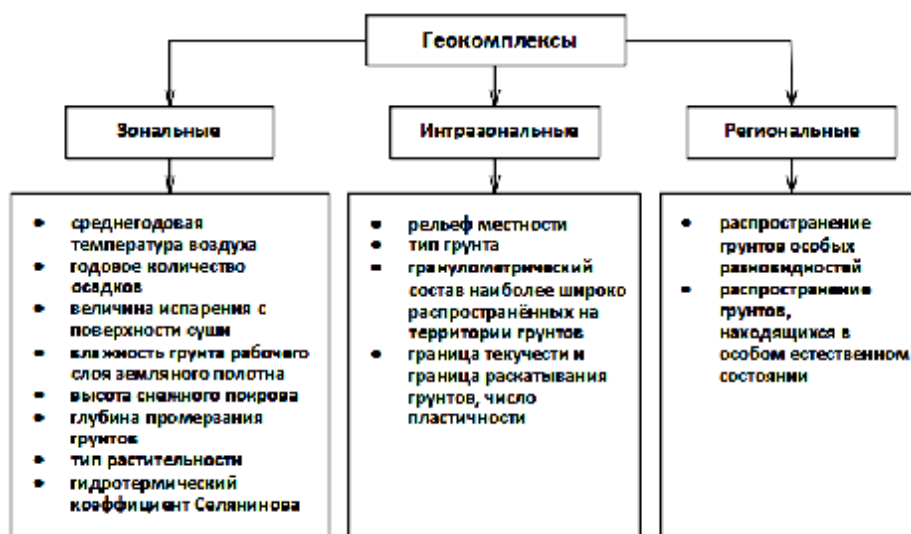 Геокомплексы
Зональные
Интразональные
Региональные
• среднегодовая
температура воздуха
• годовое количество
осадков
• величина испарения с
поверхности суши
• влажность грунта рабочего
слоя земляного полотна
• высота снежного покрова
• глубина промерзания
грунтов
• тип растительности
• гидротермический
коэффициент Селянинова
• рельеф местности
• тип грунта
• гранулометрический
состав наиболее широко
распространённых на
территории грунтов
• граница текучести и
граница раскатывания
грунтов, число
пластичности
• распространение
грунтов особых
разновидностей
• распространение
грунтов,
находящихся в
особом естественном
состоянии